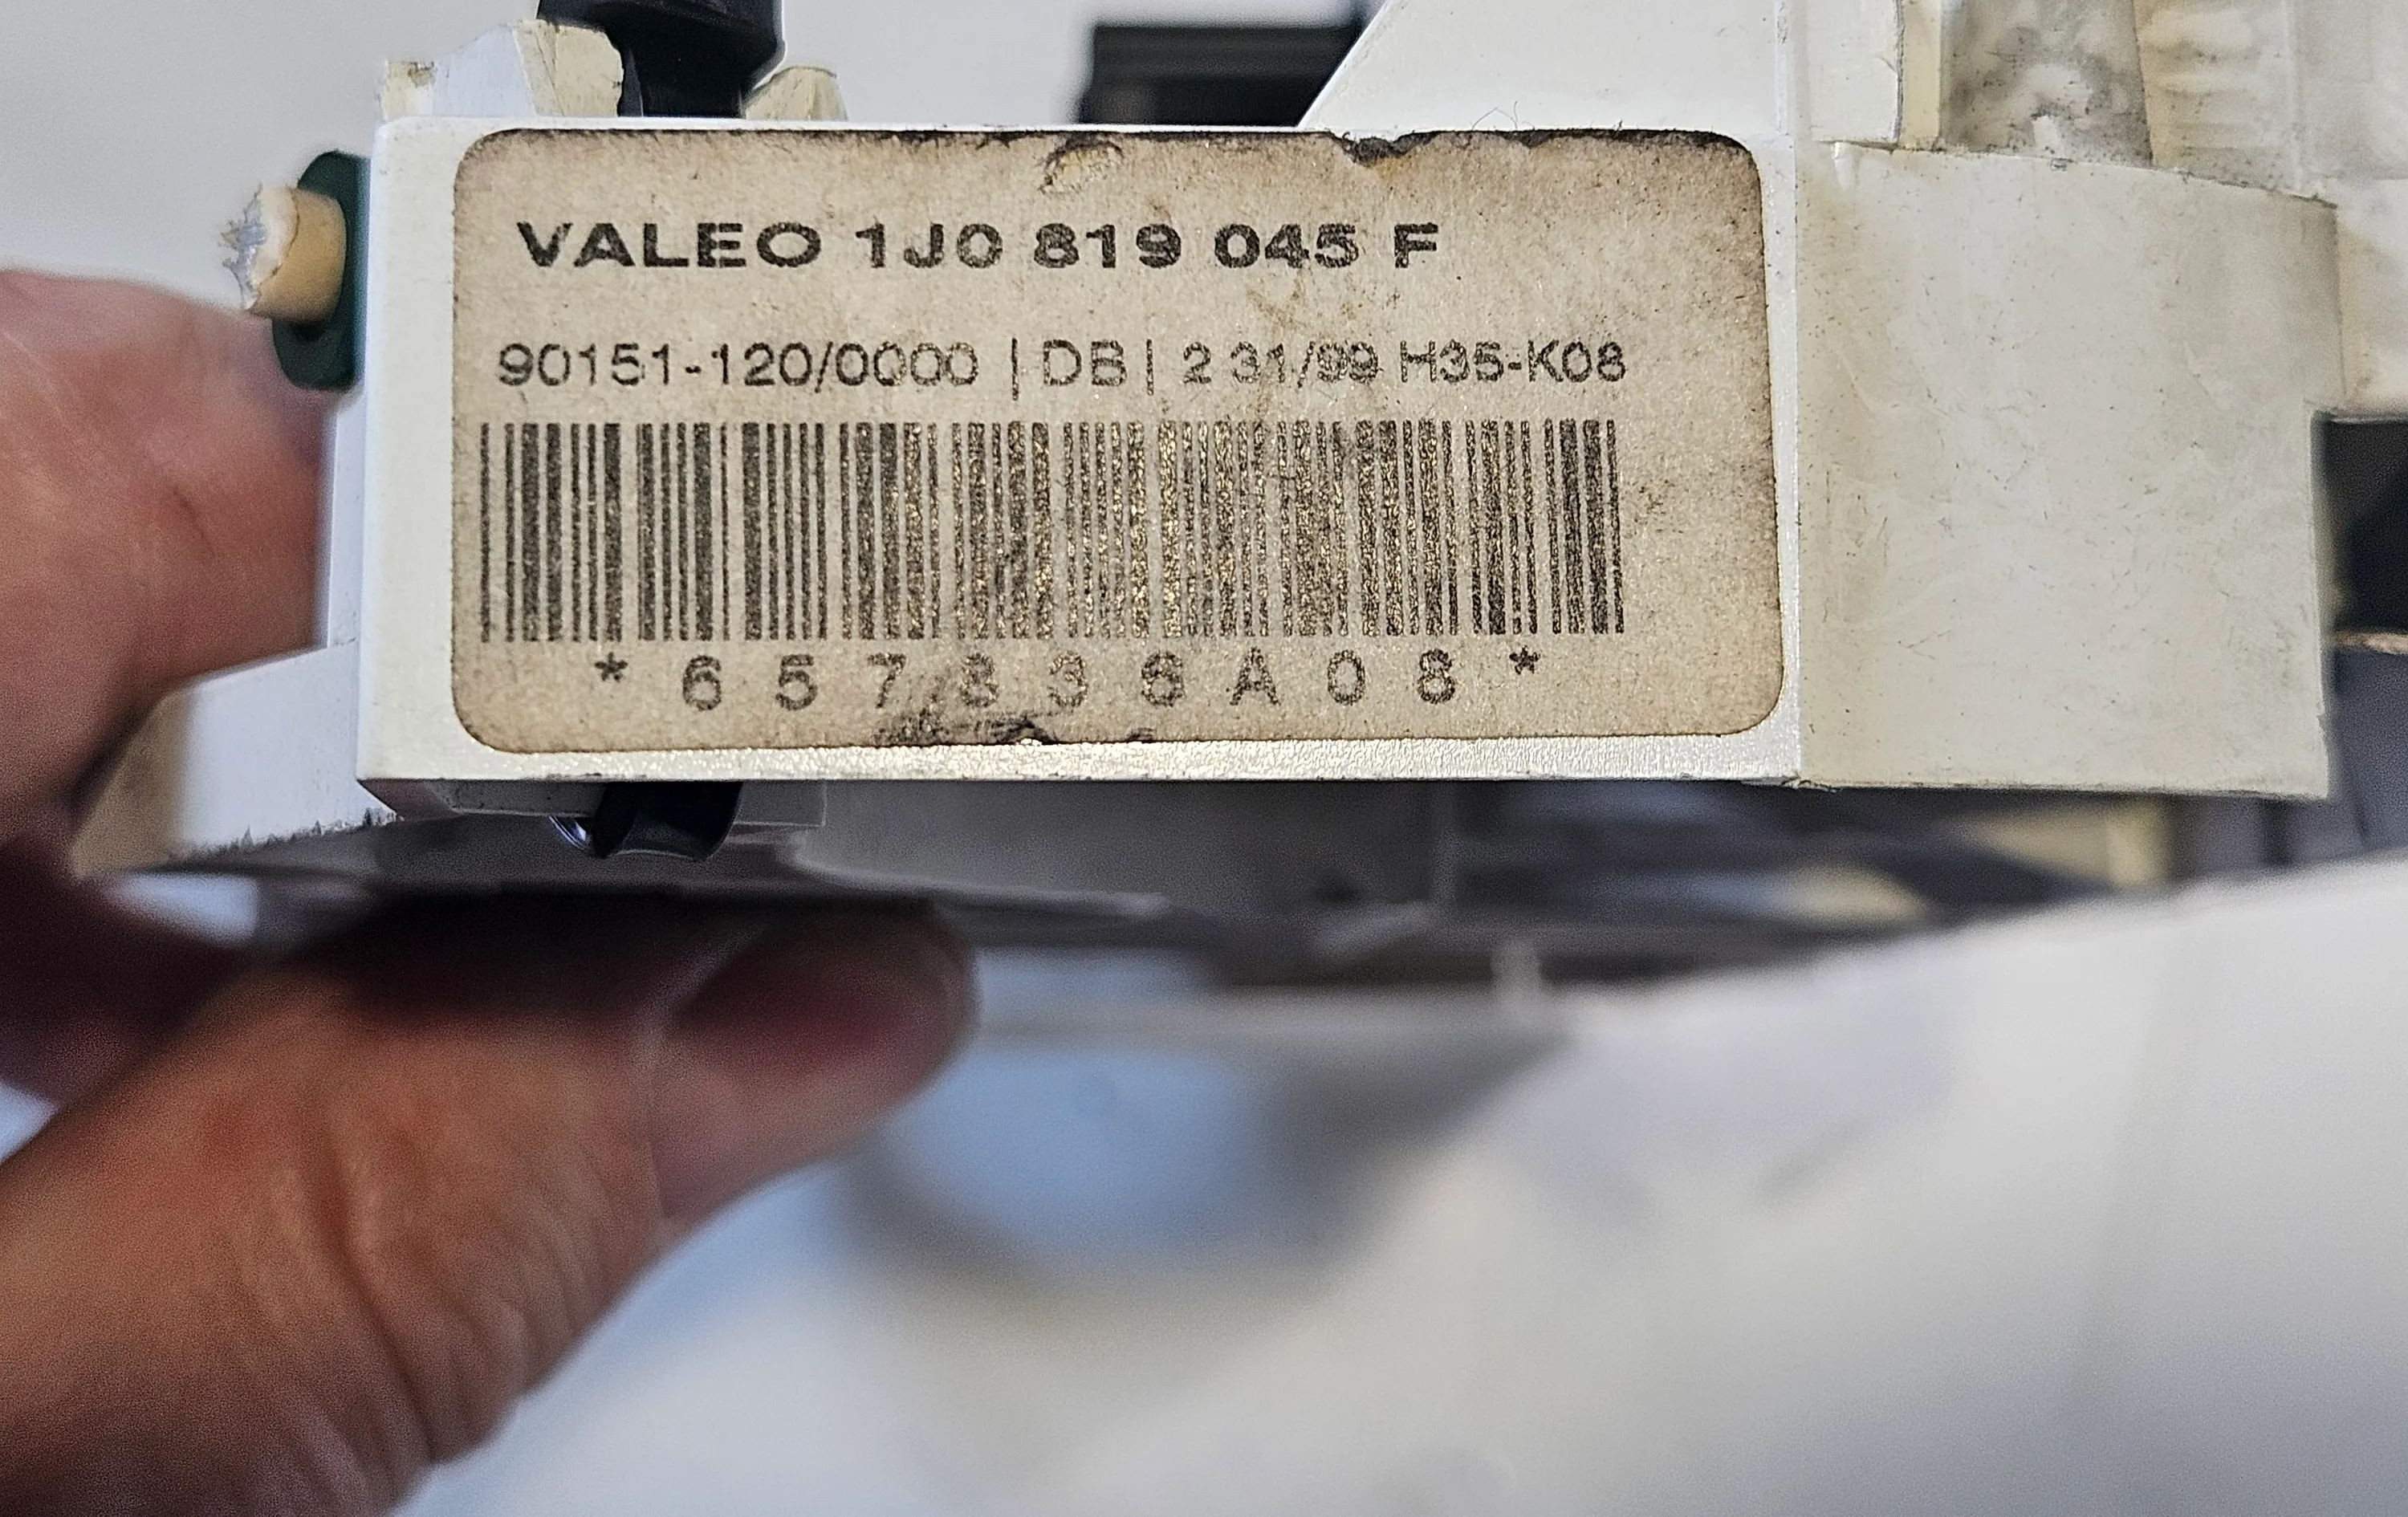 VALEO 1J0 819 045 F
90151-120/0000 | DB | 2 31/99 H35-K08
* 6 5 7 8 3 6 A 0 8 *